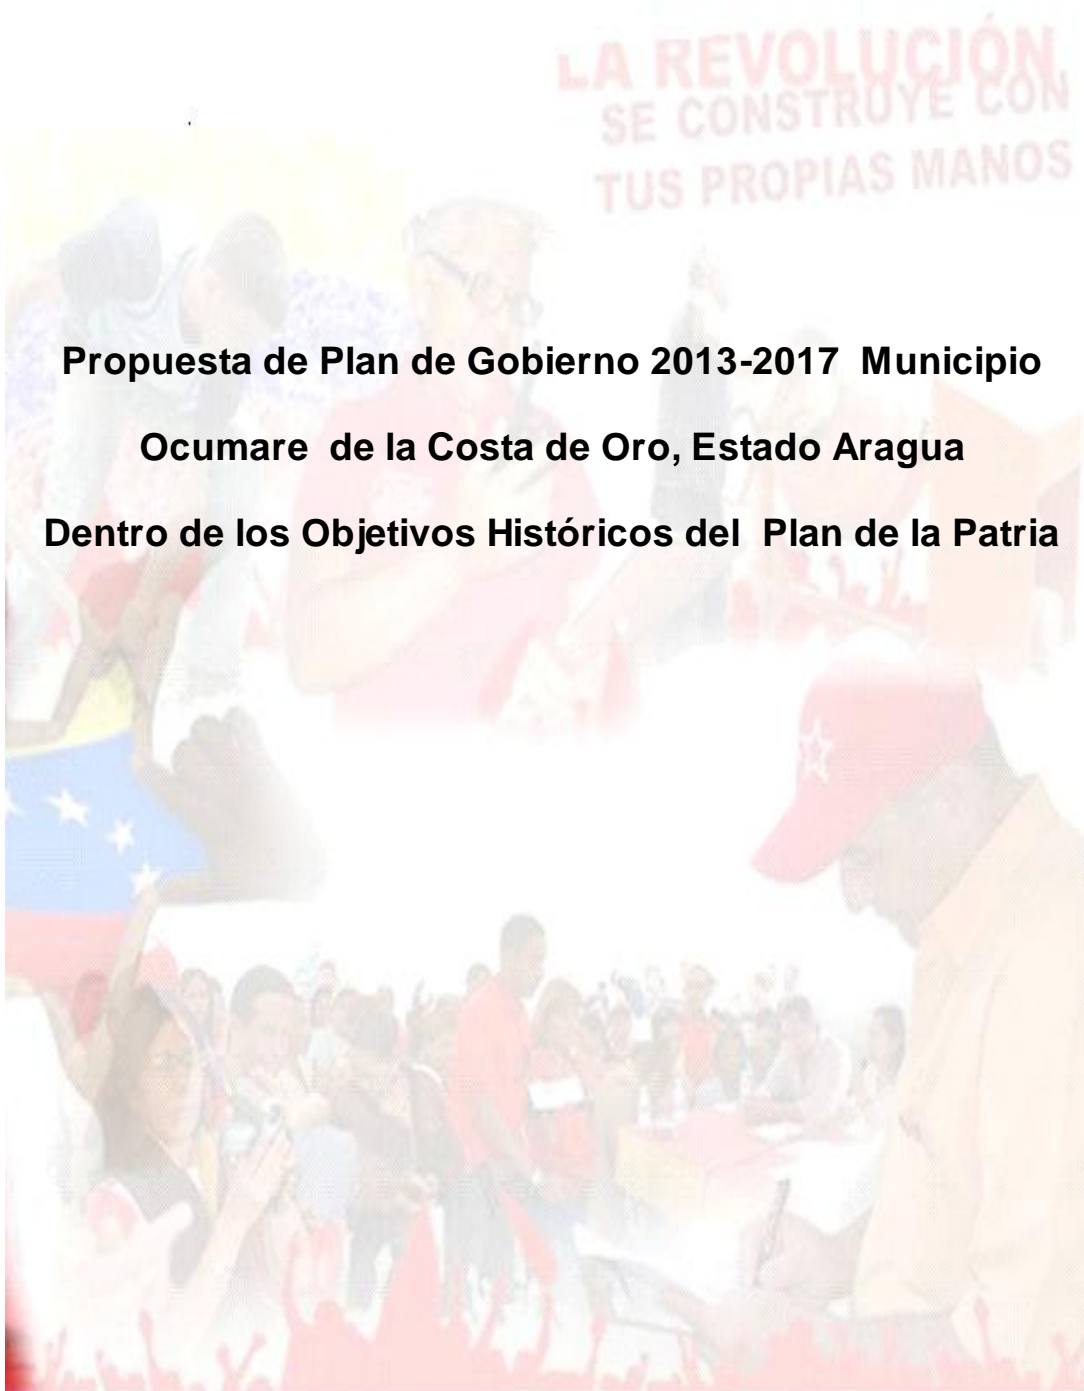 LA REVOLUCIÓN
SE CONSTRUYE CON
TUS PROPIAS MANOS
Propuesta de Plan de Gobierno 2013-2017 Municipio
Ocumare de la Costa de Oro, Estado Aragua
Dentro de los Objetivos Históricos del Plan de la Patria